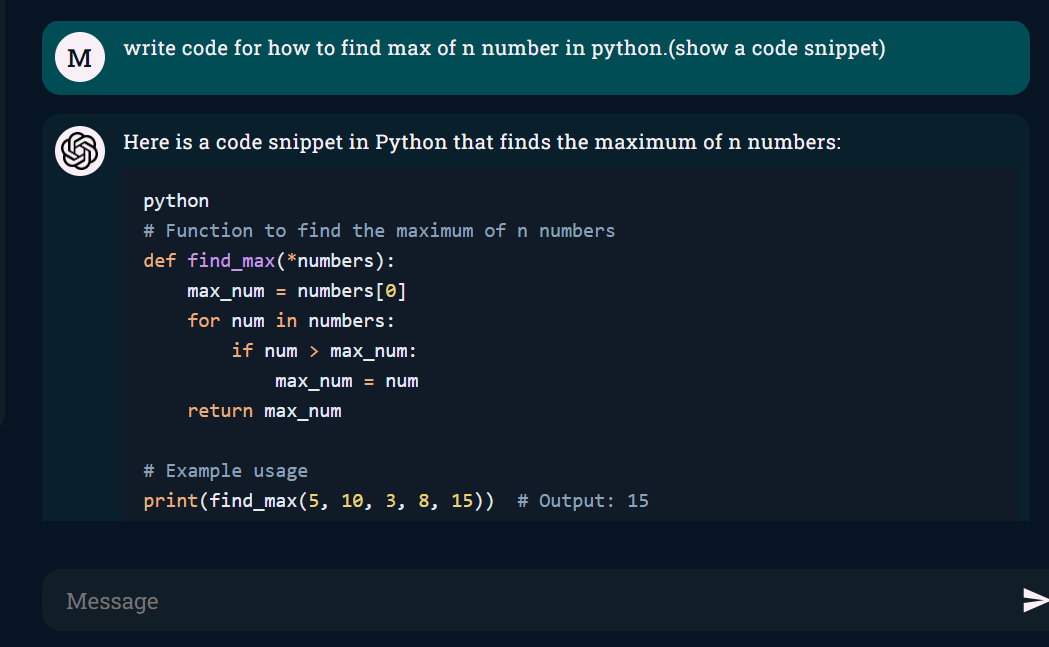 M
write code for how to find max of n number in python.(show a code snippet)
Here is a code snippet in Python that finds the maximum of n numbers:
python
# Function to find the maximum of n numbers
def find_max(*numbers):
    max_num = numbers[0]
    for num in numbers:
        if num > max_num:
            max_num = num
    return max_num

# Example usage
print(find_max(5, 10, 3, 8, 15))  # Output: 15
Message